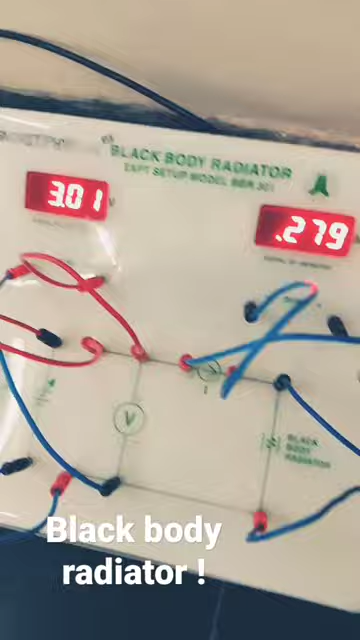 BLACK BODY RADIATOR
EXPT SETUP MODEL BBR 301
3.01
V
.279
V
I
BLACK
BODY
RADIATOR
Black body
radiator !